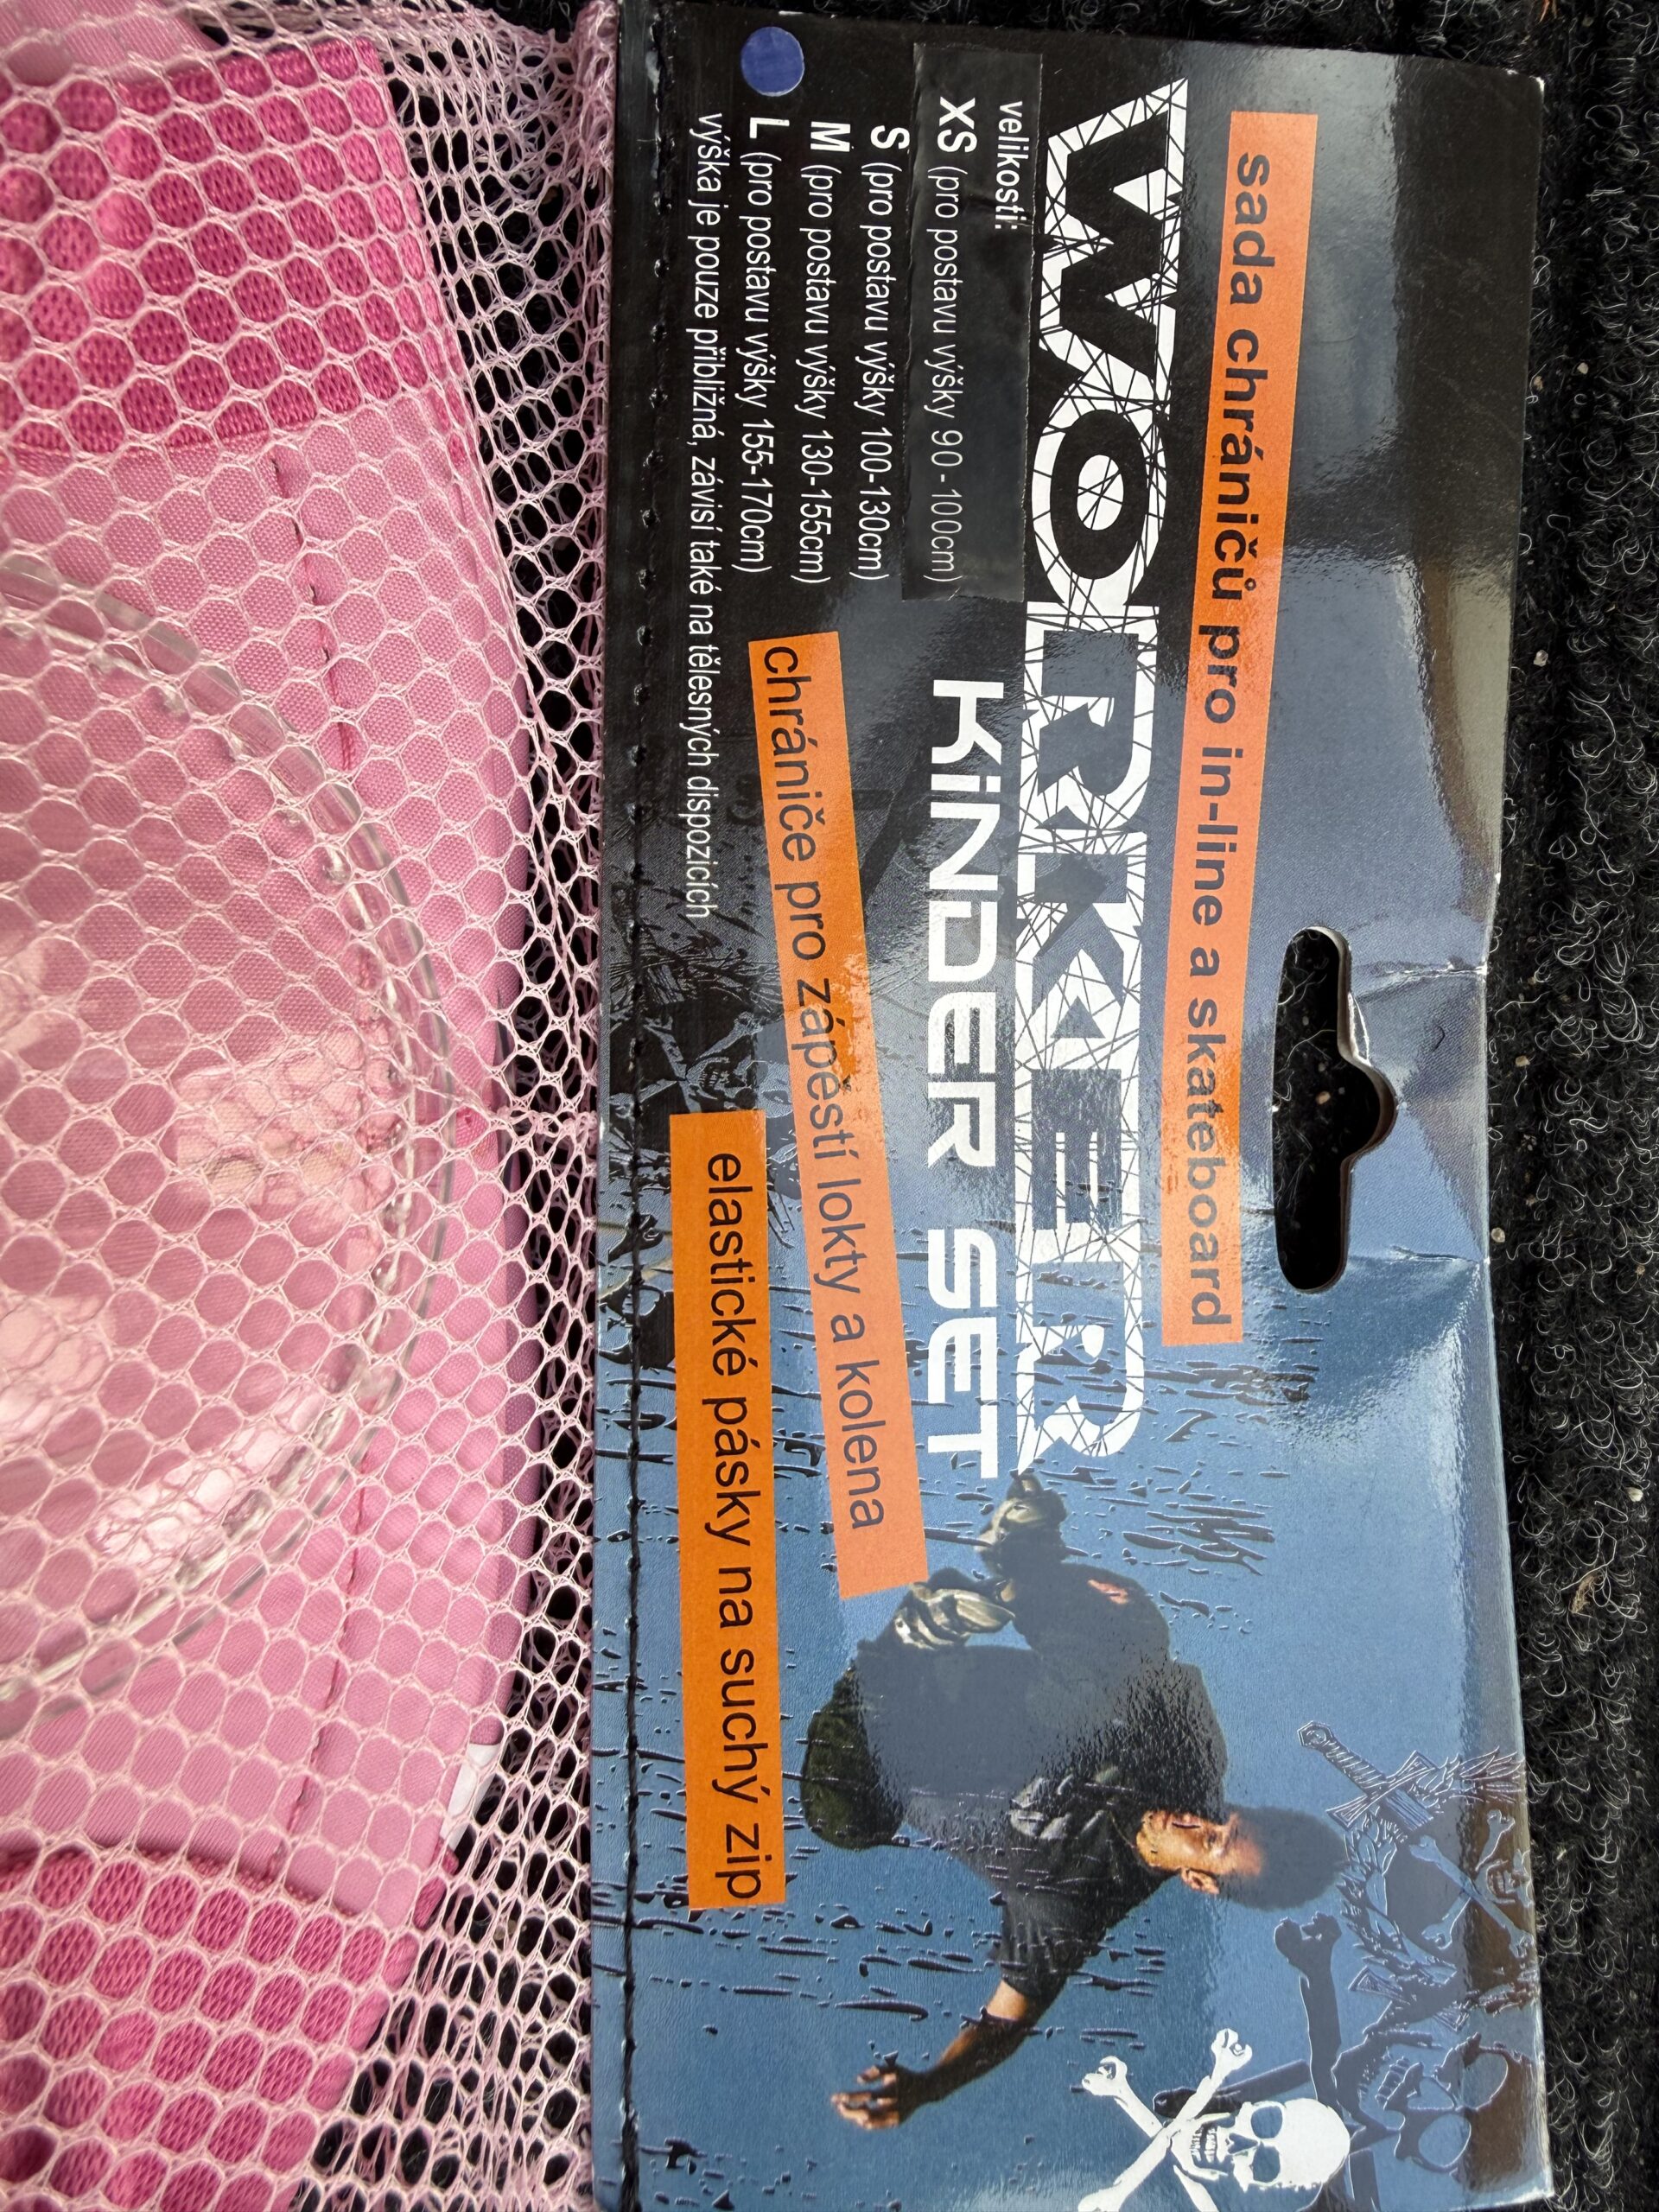 sada chráničů pro in-line a skateboard
WORKER
KINDER SET
velikosti:
XS (pro postavu výšky 90 - 100cm)
S (pro postavu výšky 100-130cm)
M (pro postavu výšky 130-155cm)
L (pro postavu výšky 155-170cm)
výška je pouze přibližná, závisí také na tělesných dispozicích
chrániče pro zápěstí lokty a kolena
elastické pásky na suchý zip